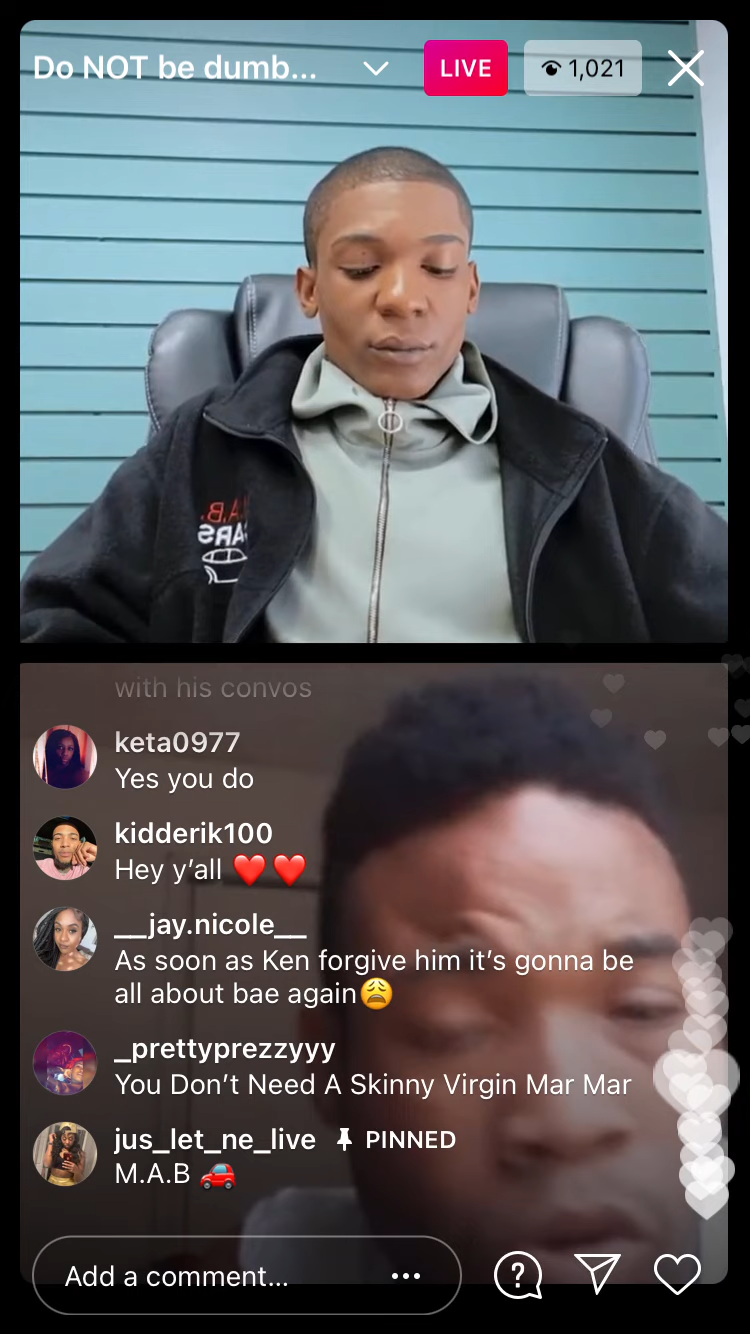 Do NOT be dumb...
LIVE
1,021
M.A.B.
CARS
with his convos
keta0977
Yes you do
kidderik100
Hey y’all ❤️❤️
__jay.nicole__
As soon as Ken forgive him it’s gonna be
all about bae again😩
_prettyprezzyyy
You Don’t Need A Skinny Virgin Mar Mar
jus_let_ne_live PINNED
M.A.B 🚗
Add a comment...